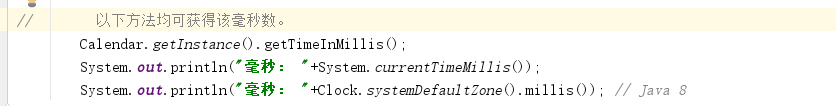 // 以下方法均可获得该毫秒数。
Calendar.getInstance().getTimeInMillis();
System.out.println("毫秒： "+System.currentTimeMillis());
System.out.println("毫秒： "+Clock.systemDefaultZone().millis()); // Java 8